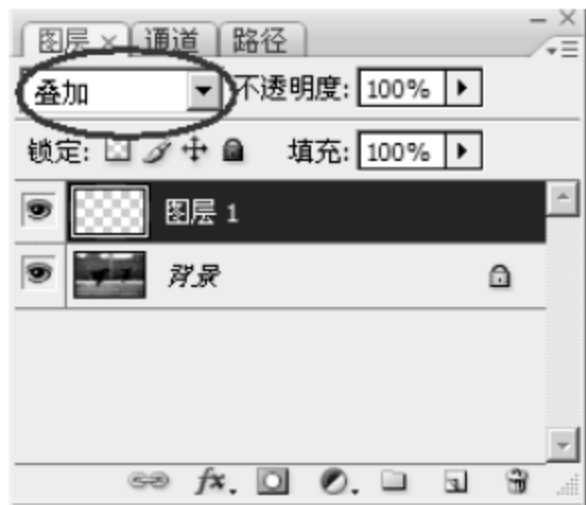 图层 × 通道 路径
叠加 不透明度: 100%
锁定: 填充: 100%
图层 1
背景
fx.